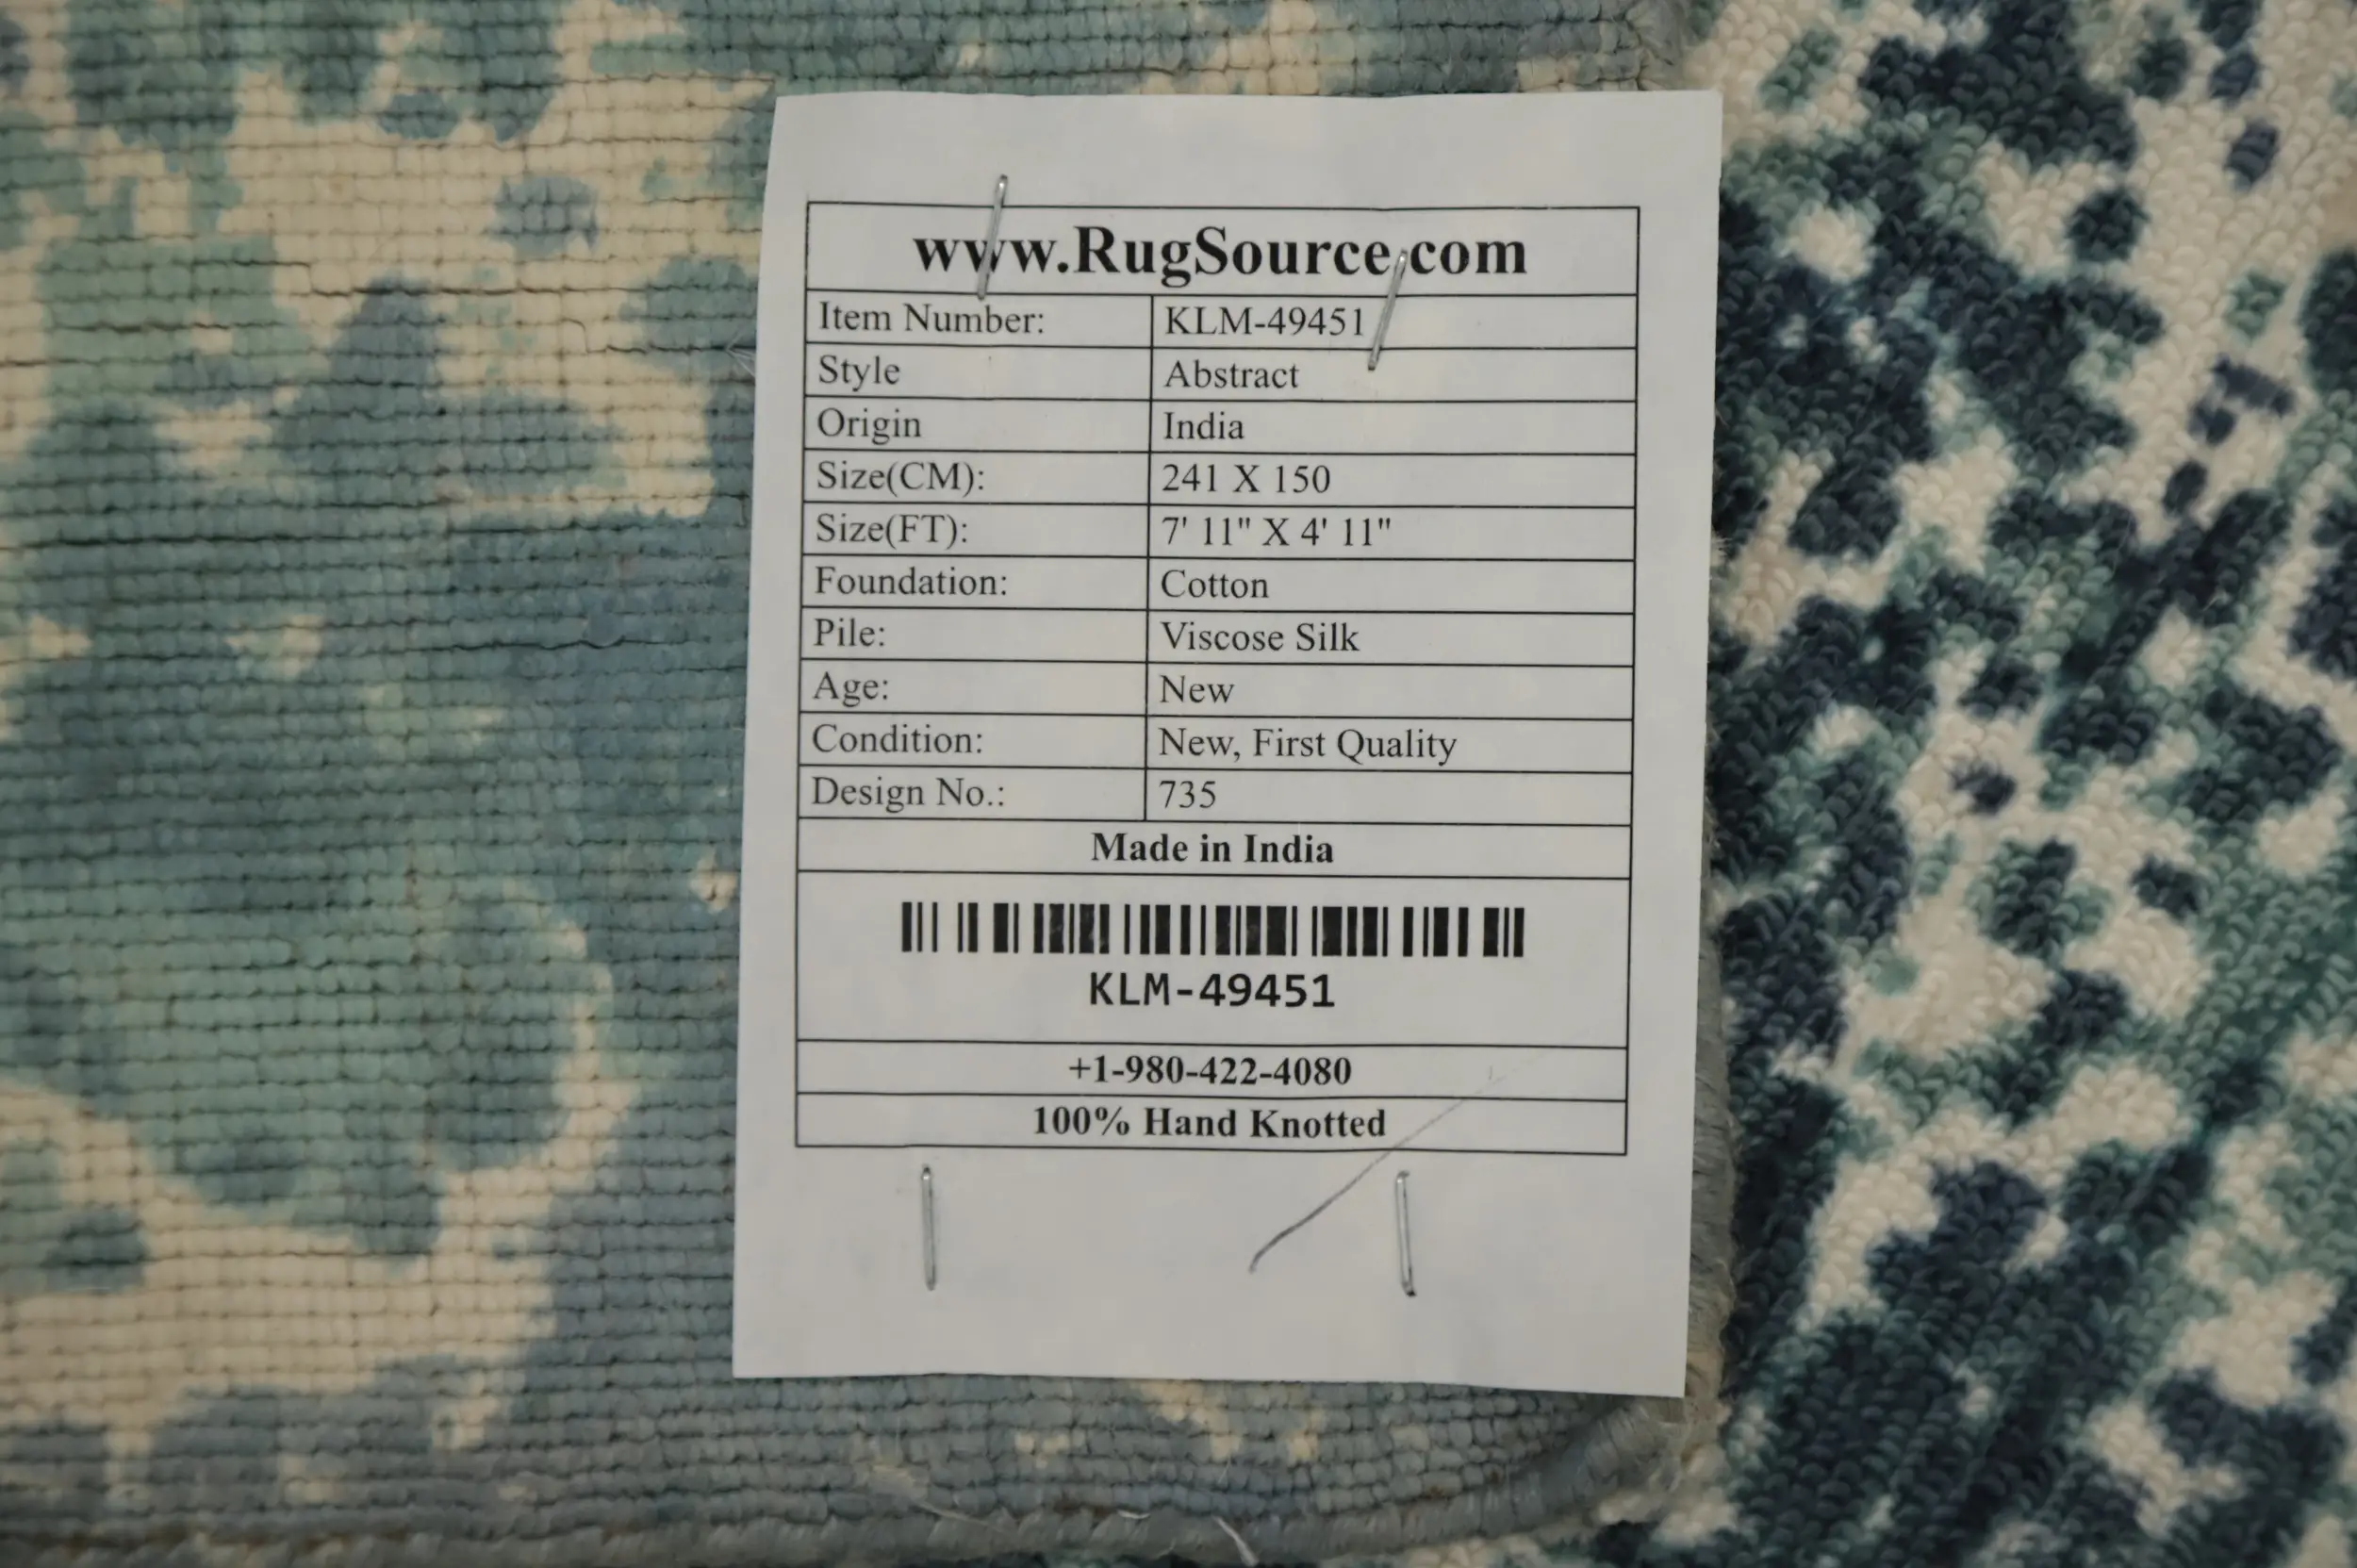 www.RugSource.com
Item Number: KLM-49451
Style Abstract
Origin India
Size(CM): 241 X 150
Size(FT): 7' 11" X 4' 11"
Foundation: Cotton
Pile: Viscose Silk
Age: New
Condition: New, First Quality
Design No.: 735
Made in India
KLM-49451
+1-980-422-4080
100% Hand Knotted